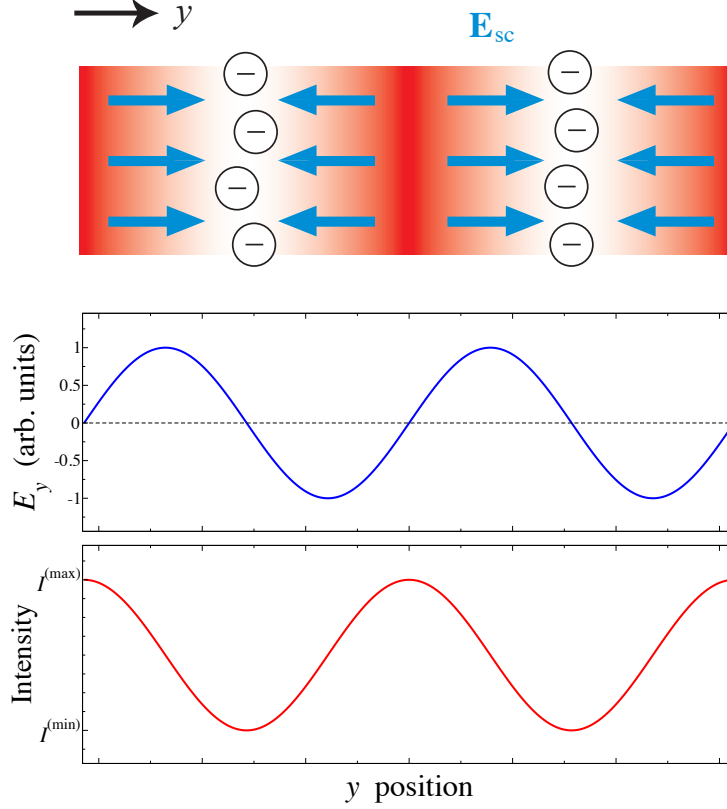 y
E_sc
−
−
−
−
−
−
−
−
E_y (arb. units)
1
0.5
0
-0.5
-1
Intensity
I^(max)
I^(min)
y position